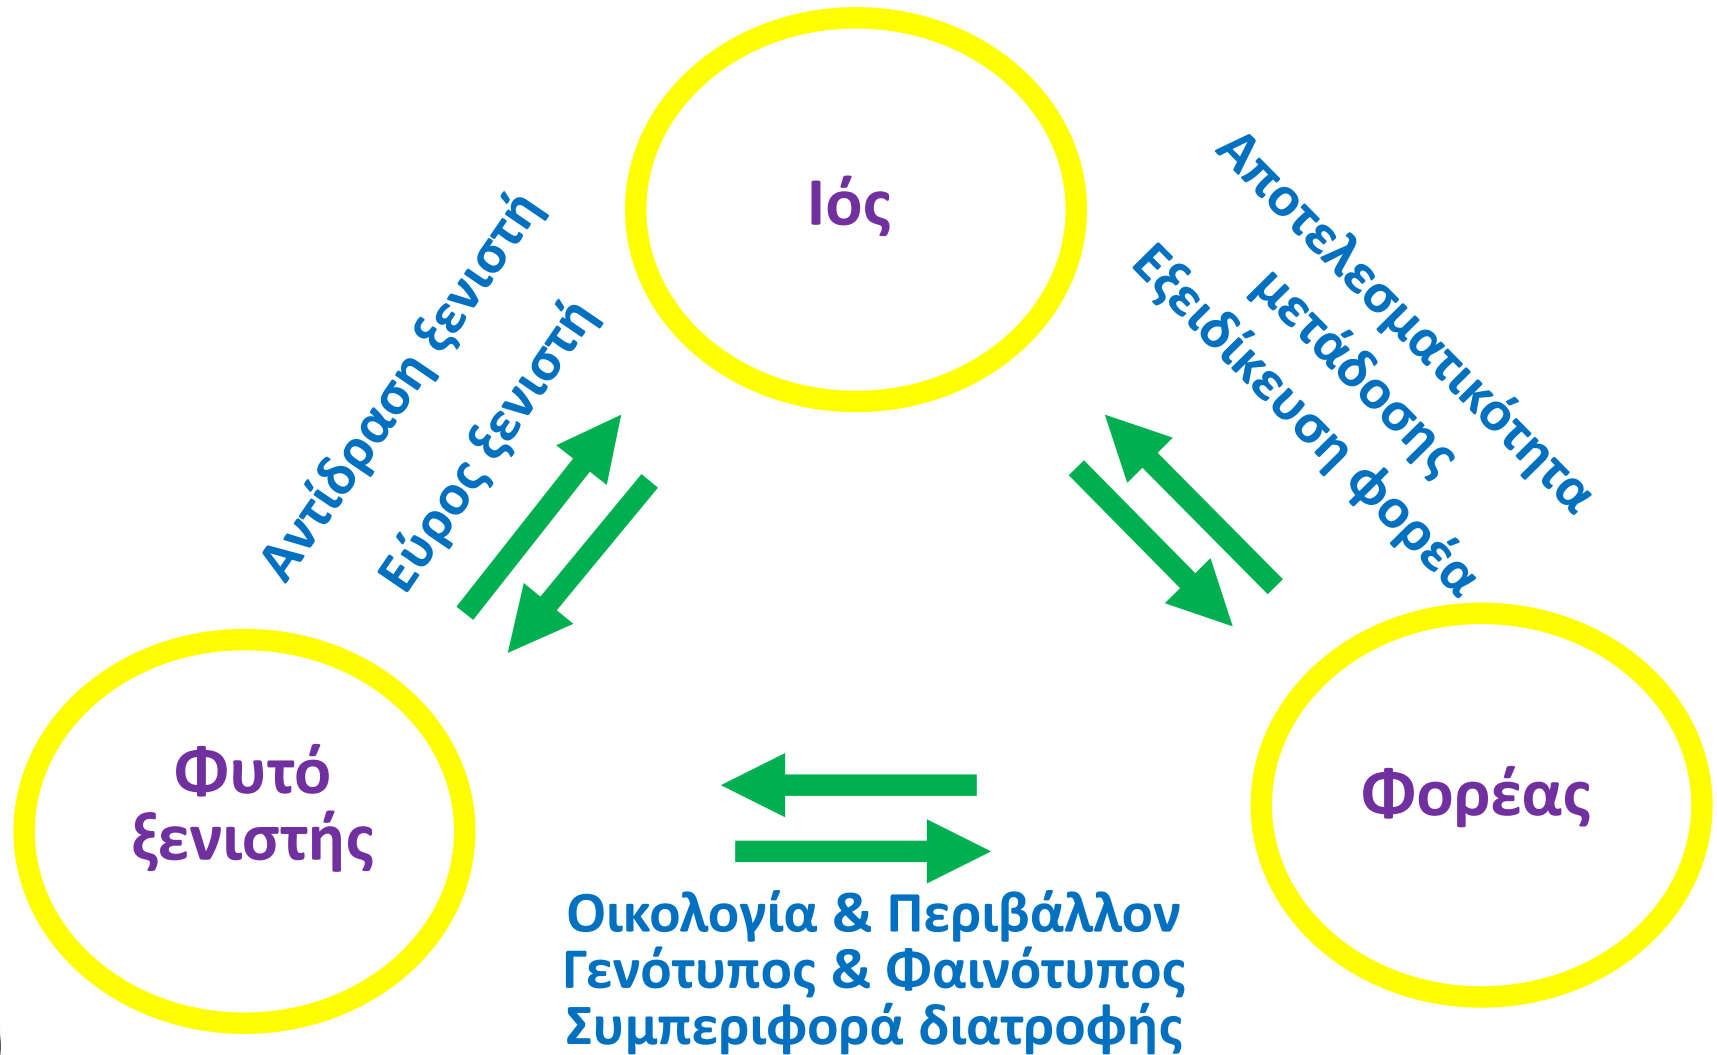 Ιός
Αντίδραση ξενιστή
Εύρος ξενιστή
Αποτελεσματικότητα
μετάδοσης
Εξειδίκευση φορέα
Φυτό
ξενιστής
Φορέας
Οικολογία & Περιβάλλον
Γενότυπος & Φαινότυπος
Συμπεριφορά διατροφής